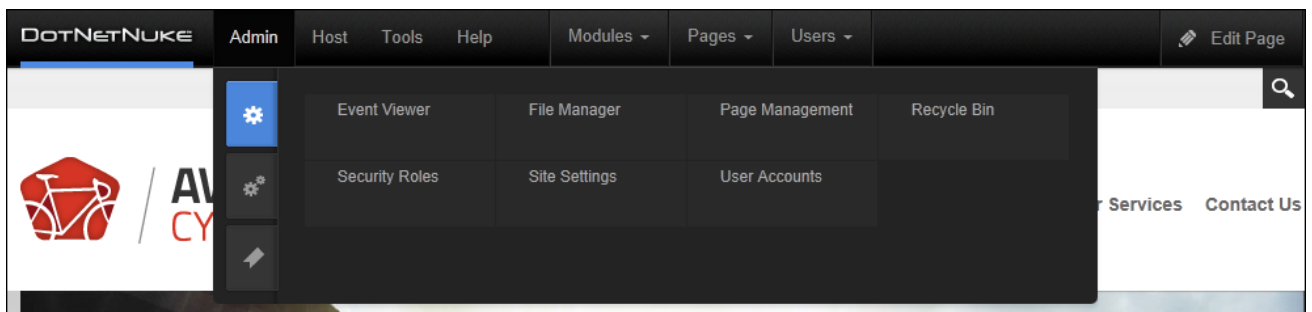 DOTNETNUKE Admin Host Tools Help Modules Pages Users Edit Page
Event Viewer File Manager Page Management Recycle Bin
Security Roles Site Settings User Accounts
Services Contact Us